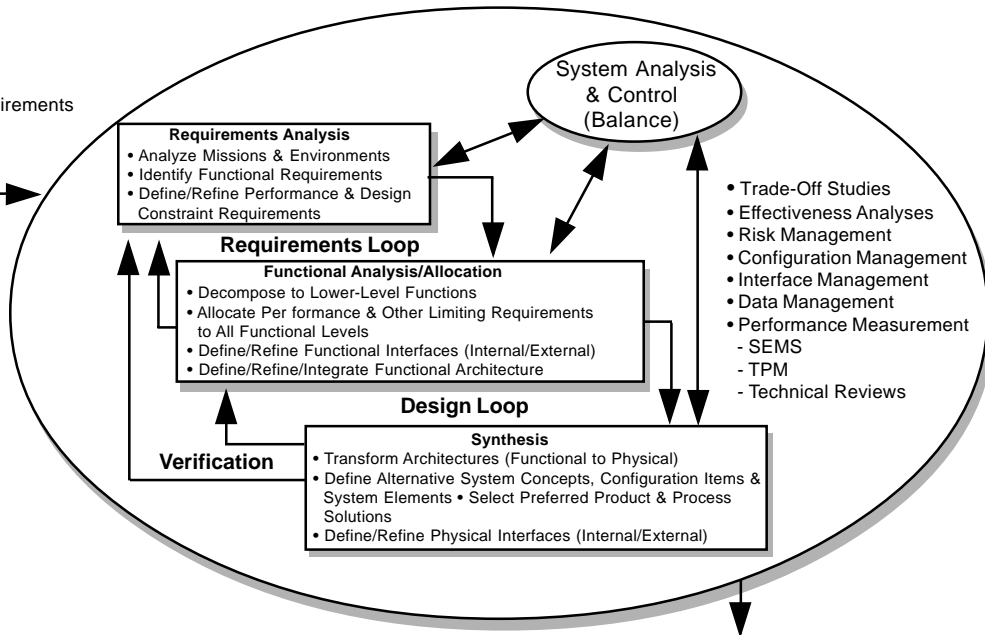 System Analysis
& Control
(Balance)
irements
Requirements Analysis
• Analyze Missions & Environments
• Identify Functional Requirements
• Define/Refine Performance & Design
Constraint Requirements
• Trade-Off Studies
• Effectiveness Analyses
• Risk Management
• Configuration Management
• Interface Management
• Data Management
• Performance Measurement
- SEMS
- TPM
- Technical Reviews
Requirements Loop
Functional Analysis/Allocation
• Decompose to Lower-Level Functions
• Allocate Per formance & Other Limiting Requirements
to All Functional Levels
• Define/Refine Functional Interfaces (Internal/External)
• Define/Refine/Integrate Functional Architecture
Design Loop
Verification
Synthesis
• Transform Architectures (Functional to Physical)
• Define Alternative System Concepts, Configuration Items &
System Elements • Select Preferred Product & Process
Solutions
• Define/Refine Physical Interfaces (Internal/External)